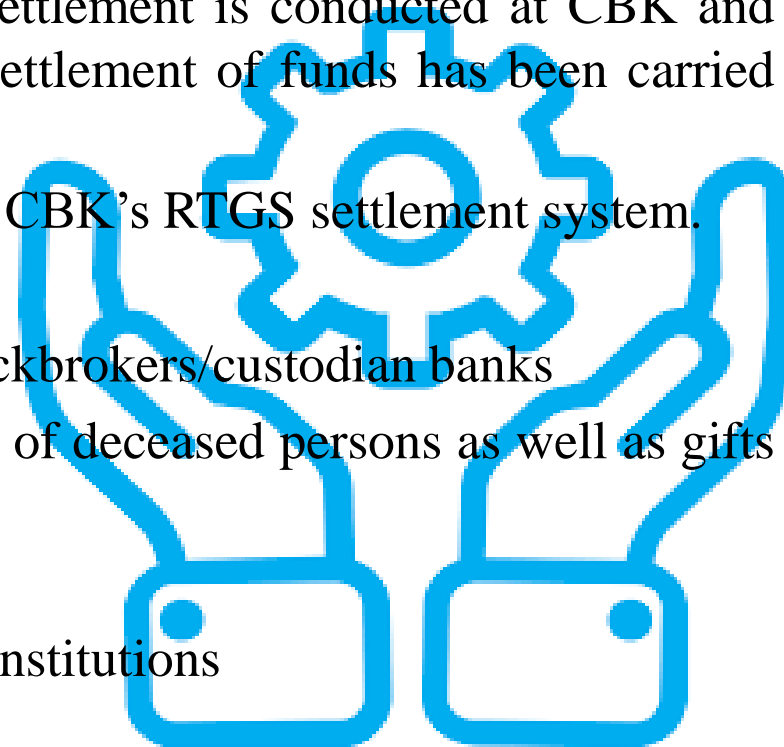 ettlement is conducted at CBK and
ettlement of funds has been carried
CBK’s RTGS settlement system.
ckbrokers/custodian banks
of deceased persons as well as gifts
nstitutions